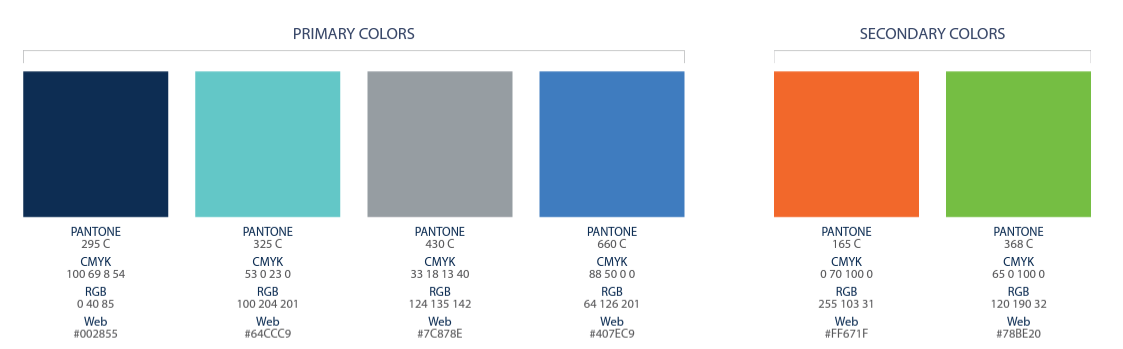 PRIMARY COLORS
SECONDARY COLORS
PANTONE
295 C
CMYK
100 69 8 54
RGB
0 40 85
Web
#002855
PANTONE
325 C
CMYK
53 0 23 0
RGB
100 204 201
Web
#64CCC9
PANTONE
430 C
CMYK
33 18 13 40
RGB
124 135 142
Web
#7C878E
PANTONE
660 C
CMYK
88 50 0 0
RGB
64 126 201
Web
#407EC9
PANTONE
165 C
CMYK
0 70 100 0
RGB
255 103 31
Web
#FF671F
PANTONE
368 C
CMYK
65 0 100 0
RGB
120 190 32
Web
#78BE20